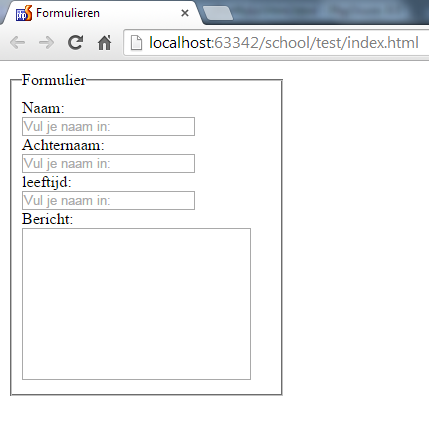 Formulieren
localhost:63342/school/test/index.html
Formulier
Naam:
Vul je naam in:
Achternaam:
Vul je naam in:
leeftijd:
Vul je naam in:
Bericht: